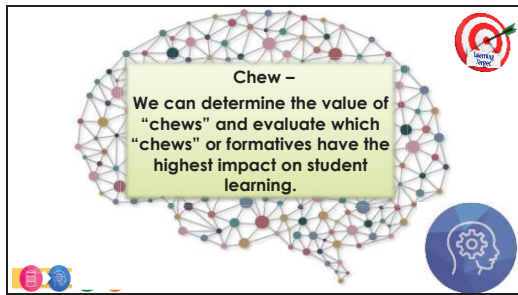 Learning
Target
Chew –
We can determine the value of
“chews” and evaluate which
“chews” or formatives have the
highest impact on student
learning.